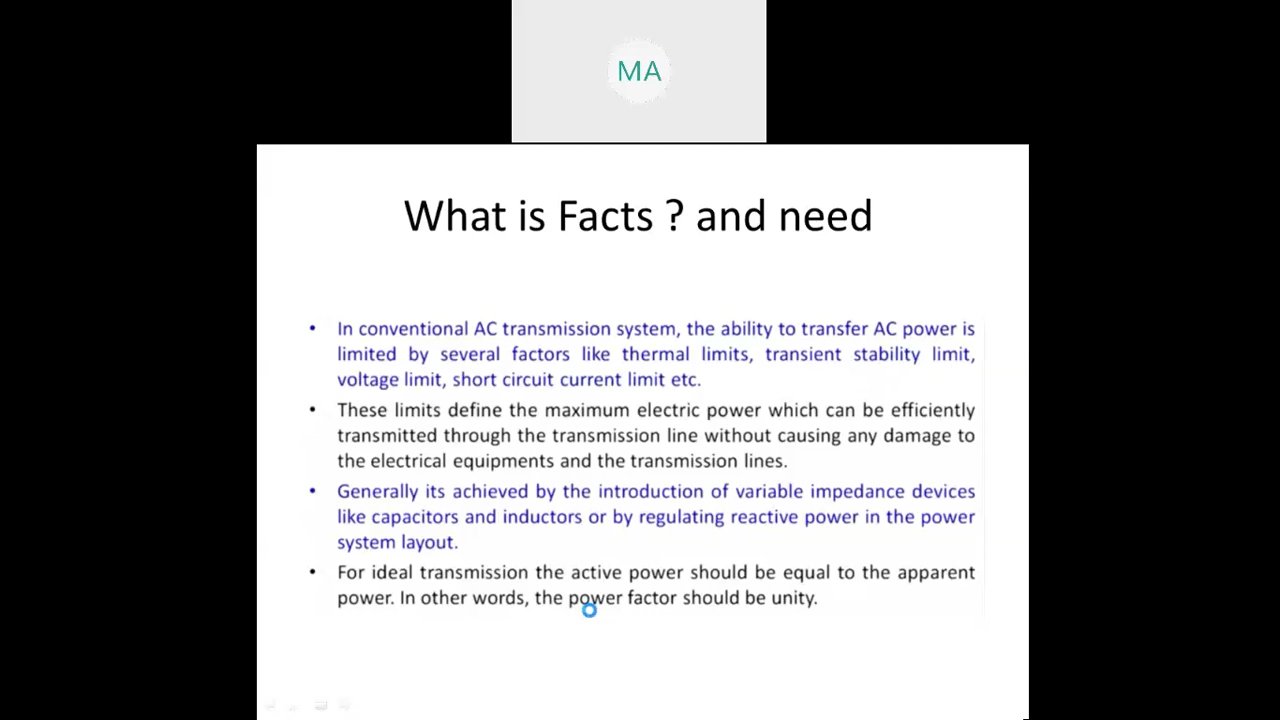 MA
What is Facts ? and need
• In conventional AC transmission system, the ability to transfer AC power is
limited by several factors like thermal limits, transient stability limit,
voltage limit, short circuit current limit etc.
• These limits define the maximum electric power which can be efficiently
transmitted through the transmission line without causing any damage to
the electrical equipments and the transmission lines.
• Generally its achieved by the introduction of variable impedance devices
like capacitors and inductors or by regulating reactive power in the power
system layout.
• For ideal transmission the active power should be equal to the apparent
power. In other words, the power factor should be unity.